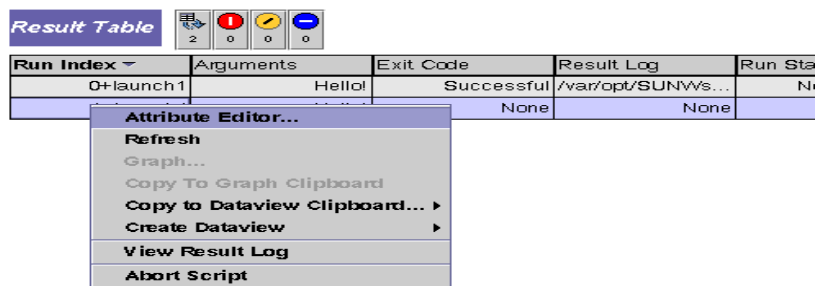 Result Table
2 0 0 0
Run Index Arguments Exit Code Result Log Run Sta
0+launch1 Hello! Successful /var/opt/SUNWs...
None None
Attribute Editor...
Refresh
Graph...
Copy To Graph Clipboard
Copy to Dataview Clipboard...
Create Dataview
View Result Log
Abort Script